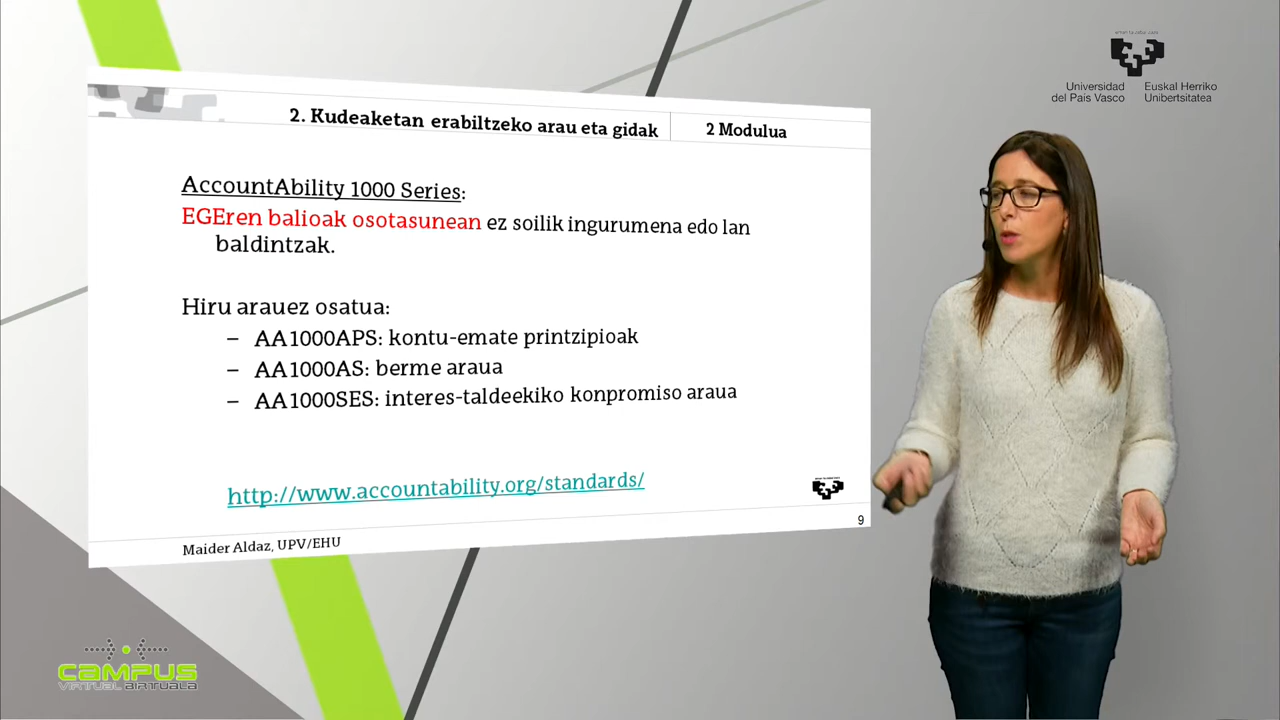 Universidad
del País Vasco
Euskal Herriko
Unibertsitatea
2. Kudeaketan erabiltzeko arau eta gidak
2 Modulua
AccountAbility 1000 Series:
EGEren balioak osotasunean ez soilik ingurumena edo lan
baldintzak.
Hiru arauez osatua:
– AA1000APS: kontu-emate printzipioak
– AA1000AS: berme araua
– AA1000SES: interes-taldeekiko konpromiso araua
http://www.accountability.org/standards/
9
Maider Aldaz, UPV/EHU
CAMPUS
VIRTUAL BIRTUALA